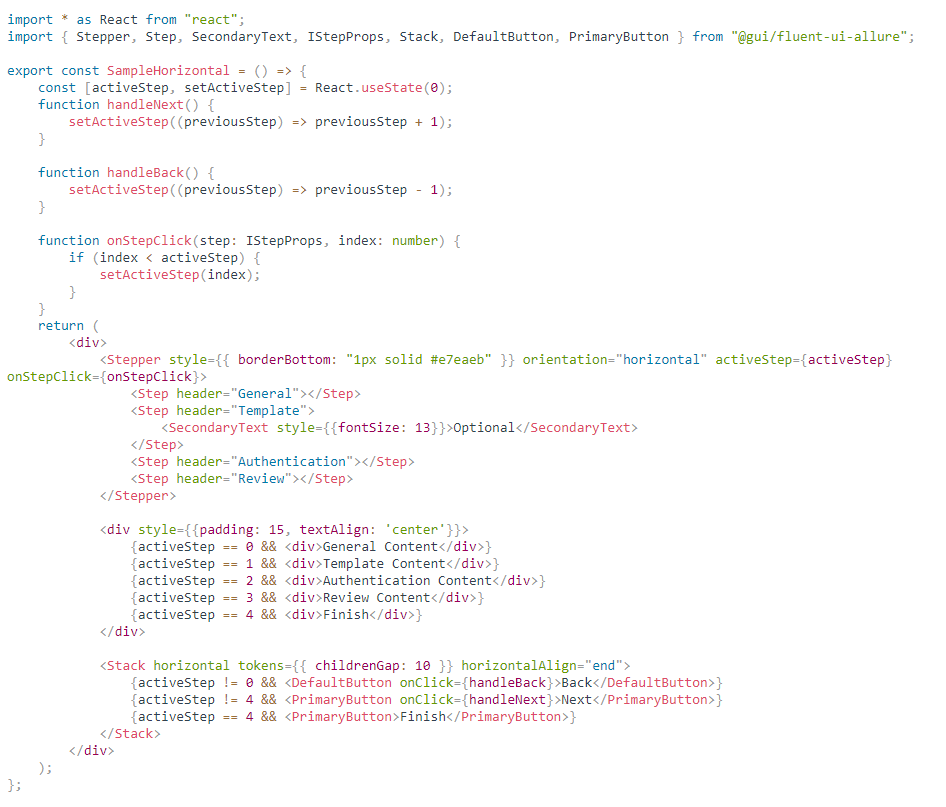 import * as React from "react";
import { Stepper, Step, SecondaryText, IStepProps, Stack, DefaultButton, PrimaryButton } from "@gui/fluent-ui-allure";

export const SampleHorizontal = () => {
    const [activeStep, setActiveStep] = React.useState(0);
    function handleNext() {
        setActiveStep((previousStep) => previousStep + 1);
    }

    function handleBack() {
        setActiveStep((previousStep) => previousStep - 1);
    }

    function onStepClick(step: IStepProps, index: number) {
        if (index < activeStep) {
            setActiveStep(index);
        }
    }
    return (
        <div>
            <Stepper style={{ borderBottom: "1px solid #e7eaeb" }} orientation="horizontal" activeStep={activeStep}
onStepClick={onStepClick}>
                <Step header="General"></Step>
                <Step header="Template">
                    <SecondaryText style={{fontSize: 13}}>Optional</SecondaryText>
                </Step>
                <Step header="Authentication"></Step>
                <Step header="Review"></Step>
            </Stepper>

            <div style={{padding: 15, textAlign: 'center'}}>
                {activeStep == 0 && <div>General Content</div>}
                {activeStep == 1 && <div>Template Content</div>}
                {activeStep == 2 && <div>Authentication Content</div>}
                {activeStep == 3 && <div>Review Content</div>}
                {activeStep == 4 && <div>Finish</div>}
            </div>

            <Stack horizontal tokens={{ childrenGap: 10 }} horizontalAlign="end">
                {activeStep != 0 && <DefaultButton onClick={handleBack}>Back</DefaultButton>}
                {activeStep != 4 && <PrimaryButton onClick={handleNext}>Next</PrimaryButton>}
                {activeStep == 4 && <PrimaryButton>Finish</PrimaryButton>}
            </Stack>
        </div>
    );
};